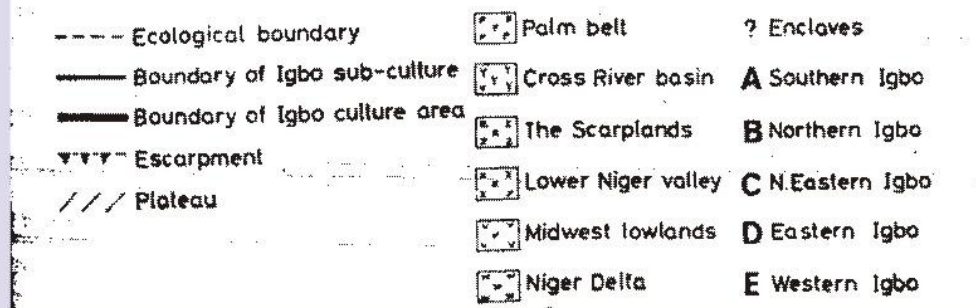 Ecological boundary
Boundary of Igbo sub-culture
Boundary of Igbo culture area
Escarpment
Plateau
Palm belt
Cross River basin
The Scarplands
Lower Niger valley
Midwest lowlands
Niger Delta
? Enclaves
A Southern Igbo
B Northern Igbo
C N.Eastern Igbo
D Eastern Igbo
E Western Igbo